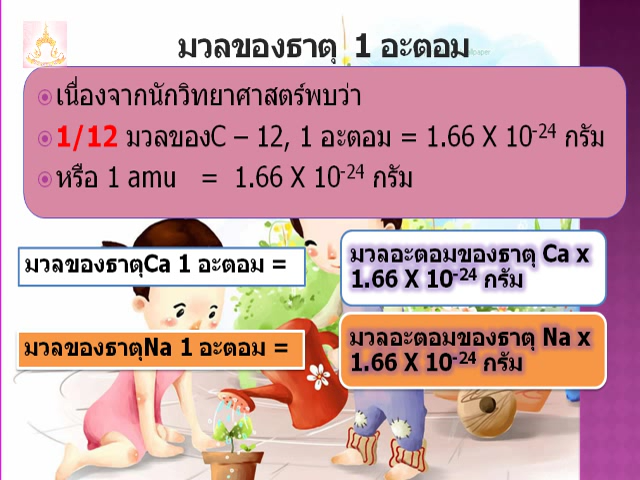 มวลของธาตุ 1 อะตอม
เนื่องจากนักวิทยาศาสตร์พบว่า
1/12 มวลของC – 12, 1 อะตอม = 1.66 X 10⁻²⁴ กรัม
หรือ 1 amu = 1.66 X 10⁻²⁴ กรัม
มวลของธาตุCa 1 อะตอม =
มวลอะตอมของธาตุ Ca x
1.66 X 10⁻²⁴ กรัม
มวลของธาตุNa 1 อะตอม =
มวลอะตอมของธาตุ Na x
1.66 X 10⁻²⁴ กรัม